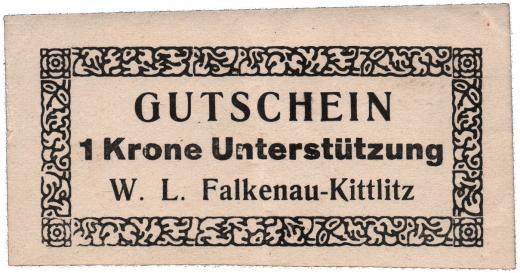 GUTSCHEIN
1 Krone Unterstützung
W. L. Falkenau-Kittlitz